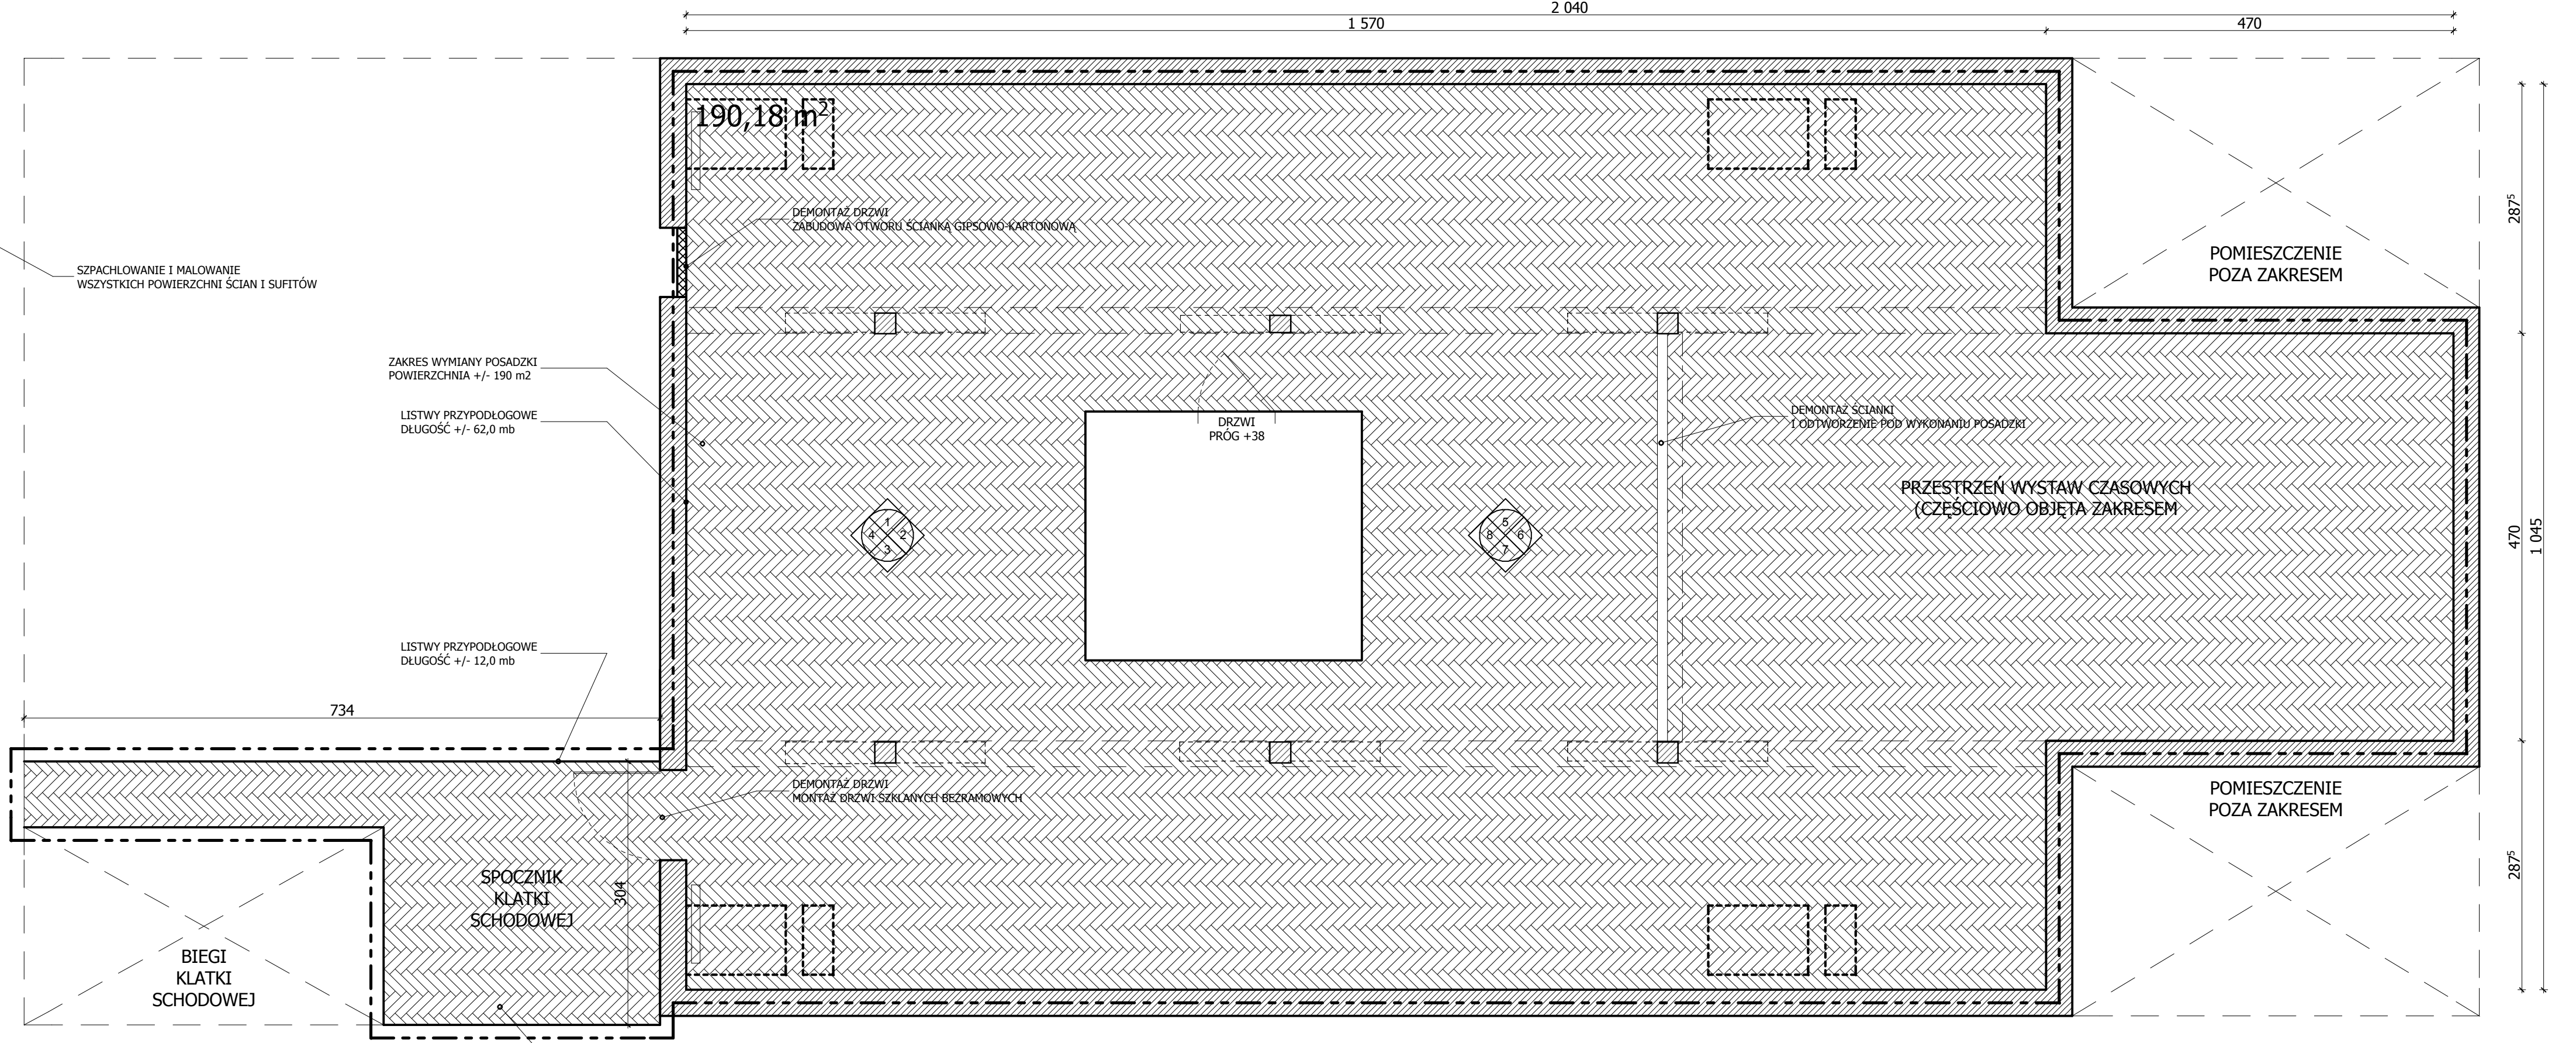 2 040
1 570
470
190,18 m²
DEMONTAŻ DRZWI
ZABUDOWA OTWORU ŚCIANKĄ GIPSOWO-KARTONOWĄ
287⁵
POMIESZCZENIE
POZA ZAKRESEM
SZPACHLOWANIE I MALOWANIE
WSZYSTKICH POWIERZCHNI ŚCIAN I SUFITÓW
ZAKRES WYMIANY POSADZKI
POWIERZCHNIA +/- 190 m2
LISTWY PRZYPODŁOGOWE
DŁUGOŚĆ +/- 62,0 mb
DRZWI
PRÓG +38
DEMONTAŻ ŚCIANKI
I ODTWORZENIE POD WYKONANIU POSADZKI
PRZESTRZEŃ WYSTAW CZASOWYCH
(CZĘŚCIOWO OBJĘTA ZAKRESEM
1
4 2
3
5
8 6
7
470
1 045
LISTWY PRZYPODŁOGOWE
DŁUGOŚĆ +/- 12,0 mb
734
DEMONTAŻ DRZWI
MONTAŻ DRZWI SZKLANYCH BEZRAMOWYCH
POMIESZCZENIE
POZA ZAKRESEM
287⁵
SPOCZNIK
KLATKI
SCHODOWEJ
304
BIEGI
KLATKI
SCHODOWEJ